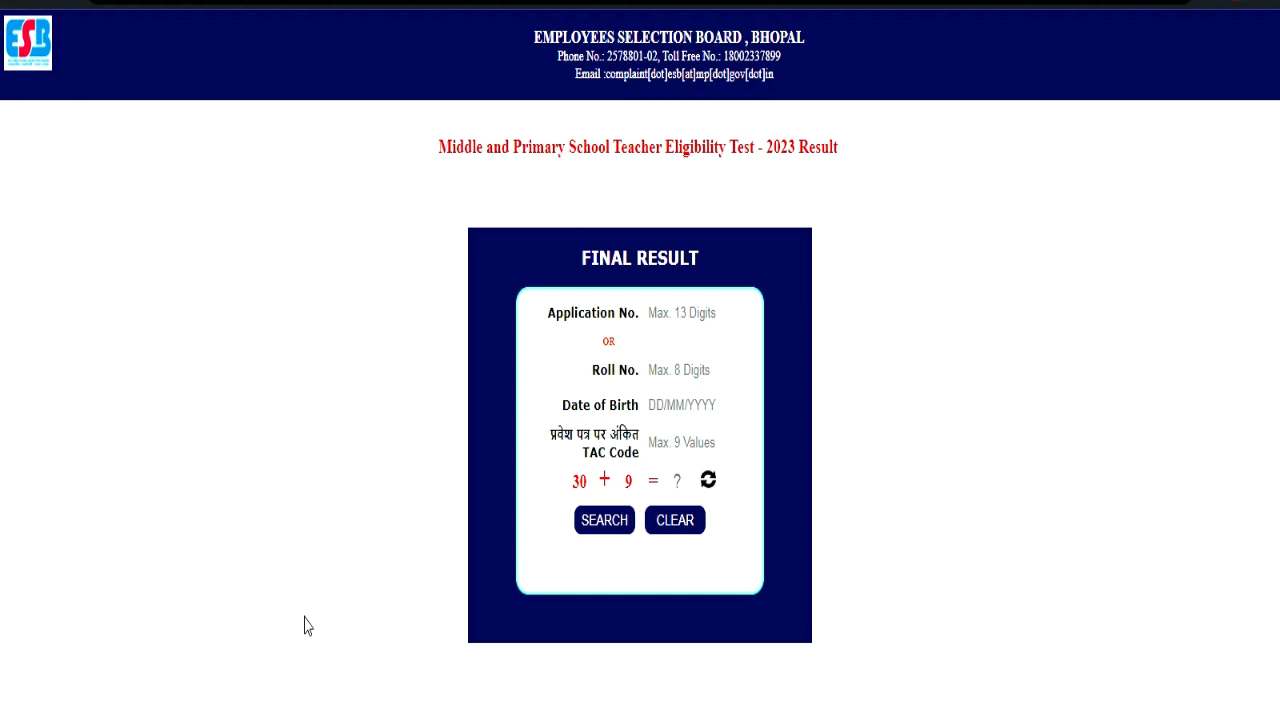 ESB
EMPLOYEES SELECTION BOARD , BHOPAL
Phone No.: 2578801-02, Toll Free No.: 18002337899
Email :complaint[dot]esb[at]mp[dot]gov[dot]in
Middle and Primary School Teacher Eligibility Test - 2023 Result
FINAL RESULT
Application No. Max. 13 Digits
OR
Roll No. Max. 8 Digits
Date of Birth DD/MM/YYYY
प्रवेश पत्र पर अंकित
TAC Code Max. 9 Values
30 + 9 = ?
SEARCH CLEAR